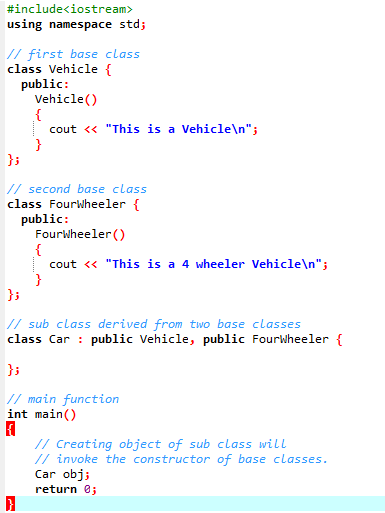 #include<iostream>
using namespace std;

// first base class
class Vehicle {
  public:
    Vehicle()
    {
      cout << "This is a Vehicle\n";
    }
};

// second base class
class FourWheeler {
  public:
    FourWheeler()
    {
      cout << "This is a 4 wheeler Vehicle\n";
    }
};

// sub class derived from two base classes
class Car : public Vehicle, public FourWheeler {

};

// main function
int main()
{
    // Creating object of sub class will
    // invoke the constructor of base classes.
    Car obj;
    return 0;
}